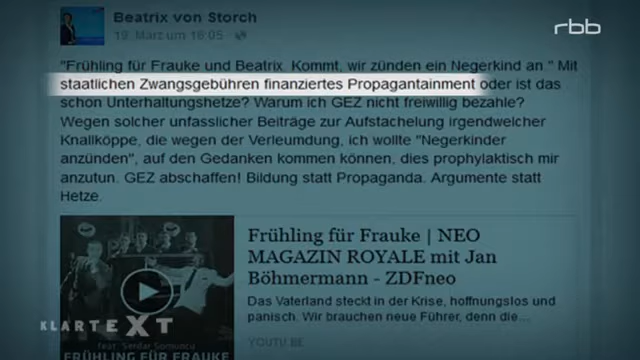 Beatrix von Storch
rbb
19. März um 16:05
"Frühling für Frauke und Beatrix. Kommt, wir zünden ein Negerkind an." Mit
staatlichen Zwangsgebühren finanziertes Propagantainment oder ist das
schon Unterhaltungshetze? Warum ich GEZ nicht freiwillig bezahle?
Wegen solcher unfasslicher Beiträge zur Aufstachelung irgendwelcher
Knallköppe, die wegen der Verleumdung, ich wollte "Negerkinder
anzünden", auf den Gedanken kommen können, dies prophylaktisch mir
anzutun. GEZ abschaffen! Bildung statt Propaganda. Argumente statt
Hetze.
Frühling für Frauke | NEO
MAGAZIN ROYALE mit Jan
Böhmermann - ZDFneo
Das Vaterland steckt in der Krise, hoffnungslos und
panisch. Wir brauchen neue Führer, denn die...
YOUTU.BE
KLARTEXT
feat. Serdar Somuncu
FRÜHLING FÜR FRAUKE